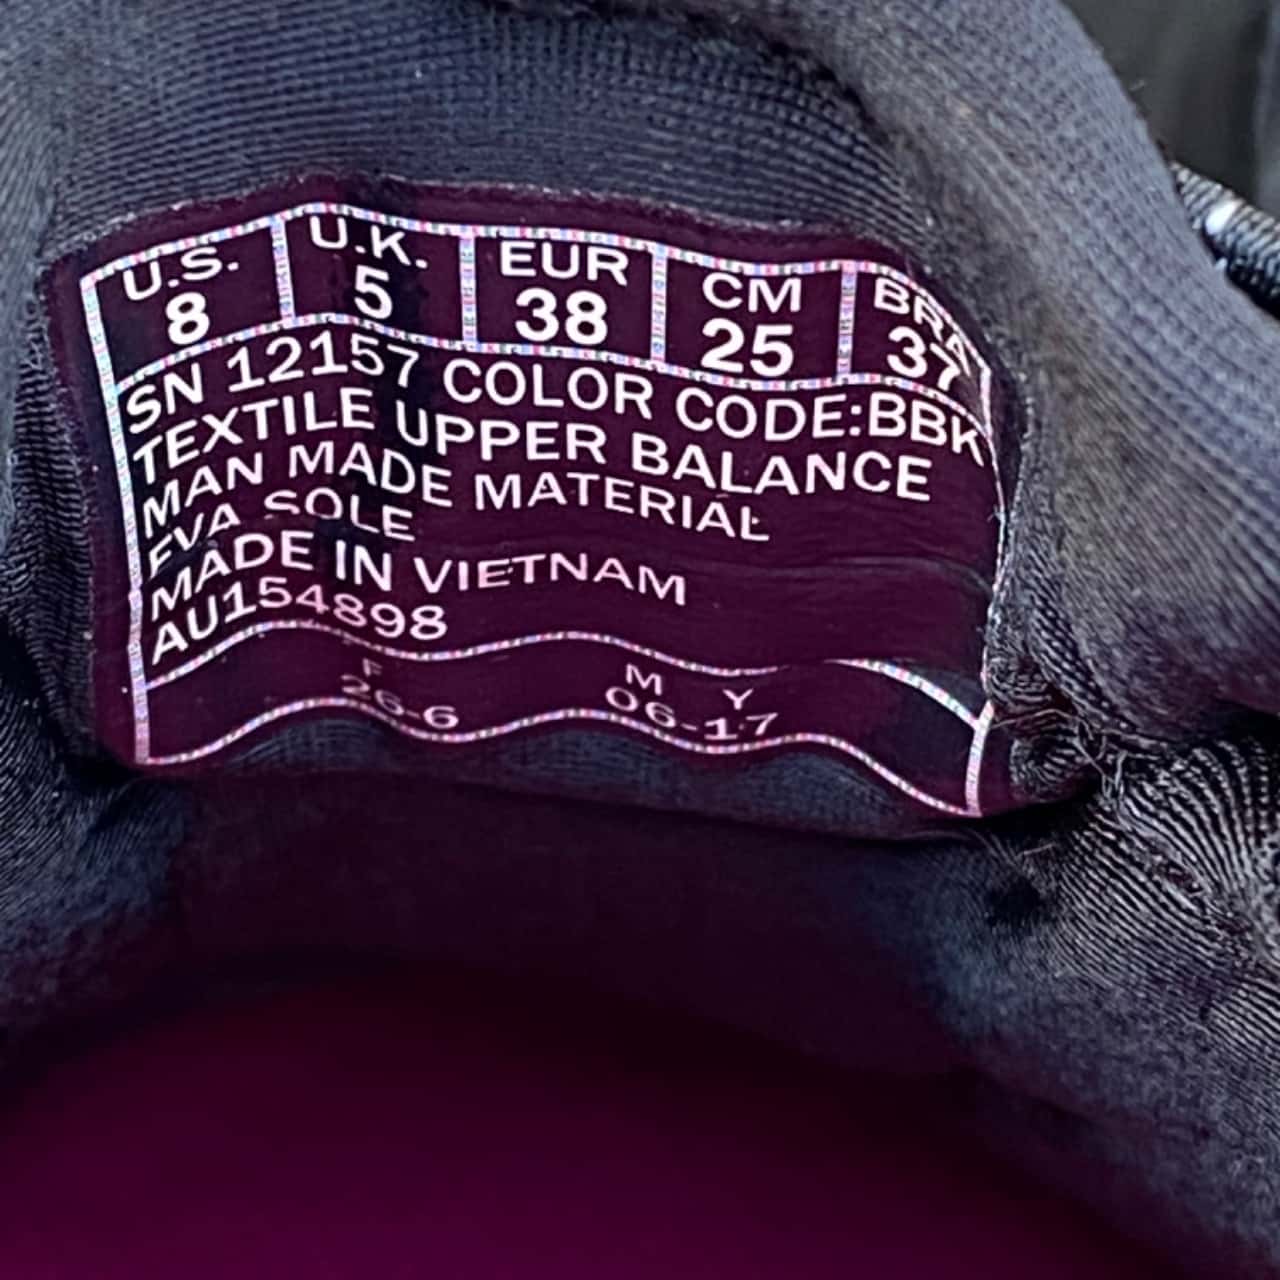 U.S. U.K. EUR CM BRA
8 5 38 25 37
SN 12157 COLOR CODE:BBK
TEXTILE UPPER BALANCE
MAN MADE MATERIAL
EVA SOLE
MADE IN VIETNAM
AU154898
F M Y
26-6 06-17